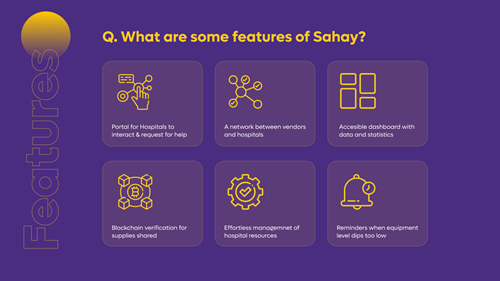 Features
Q. What are some features of Sahay?
Portal for Hospitals to
interact & request for help
A network between vendors
and hospitals
Accesible dashboard with
data and statistics
Blockchain verification for
supplies shared
Effortless managemnet of
hospital resources
Reminders when equipment
level dips too low